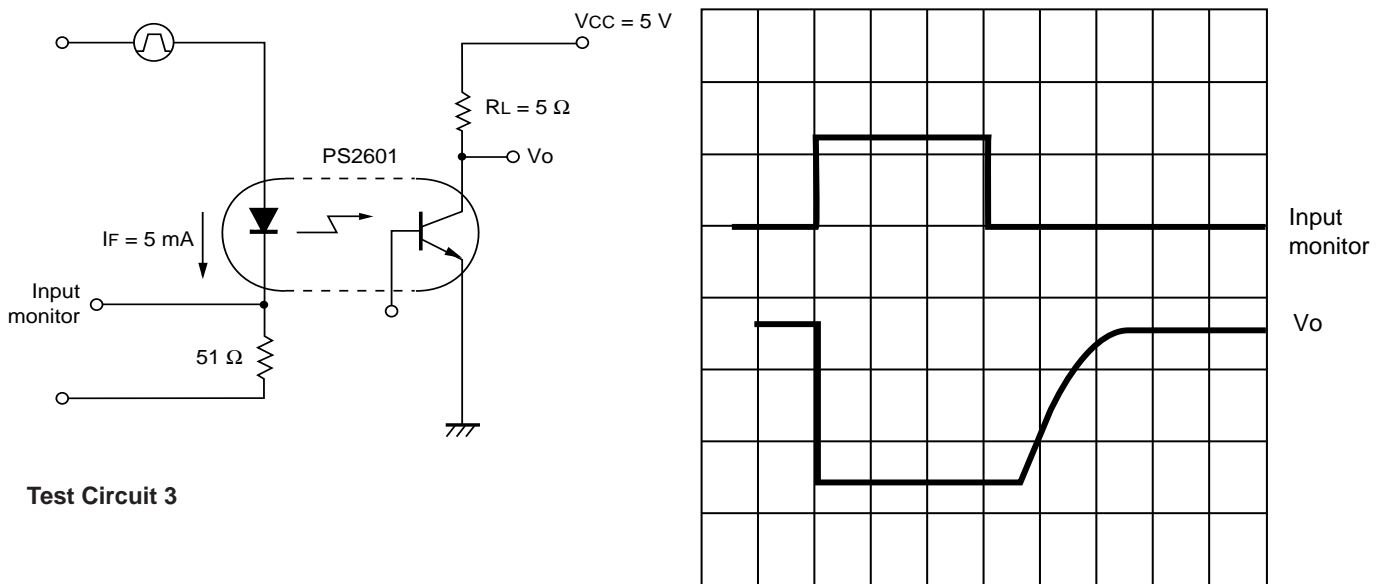 VCC = 5 V
RL = 5 Ω
PS2601
Vo
IF = 5 mA
Input
monitor
51 Ω
Test Circuit 3
Input
monitor
Vo